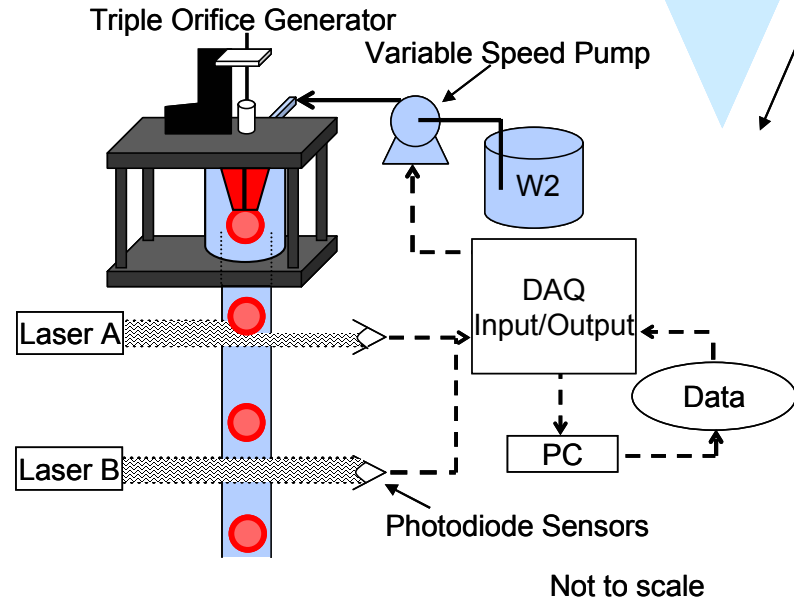 Triple Orifice Generator
Variable Speed Pump
W2
DAQ
Input/Output
Laser A
Data
PC
Laser B
Photodiode Sensors
Not to scale